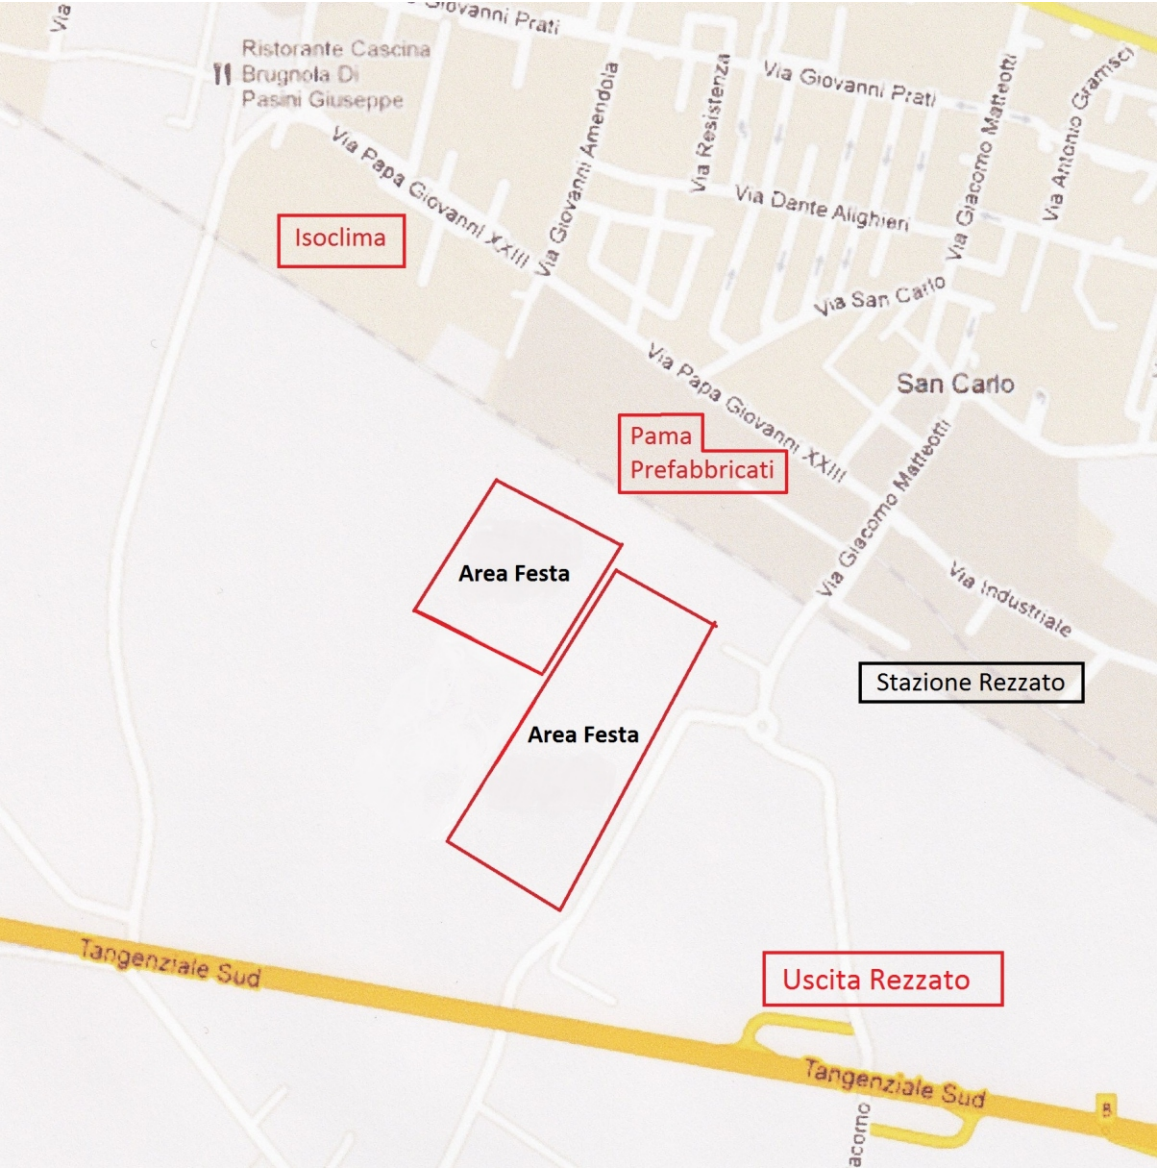 Via
Giovanni Prati
Ristorante Cascina
Brugnola Di
Pasini Giuseppe
Via Papa Giovanni XXIII
Via Giovanni Amendola
Via Resistenza
Via Giovanni Prati
Via Giacomo Matteotti
Via Antonio Gramsci
Via Dante Alighieri
Isoclima
Via San Carlo
Via Papa Giovanni XXIII
San Carlo
Pama
Prefabbricati
Via Giacomo Matteotti
Area Festa
Via Industriale
Stazione Rezzato
Area Festa
Tangenziale Sud
Uscita Rezzato
Tangenziale Sud
acomo